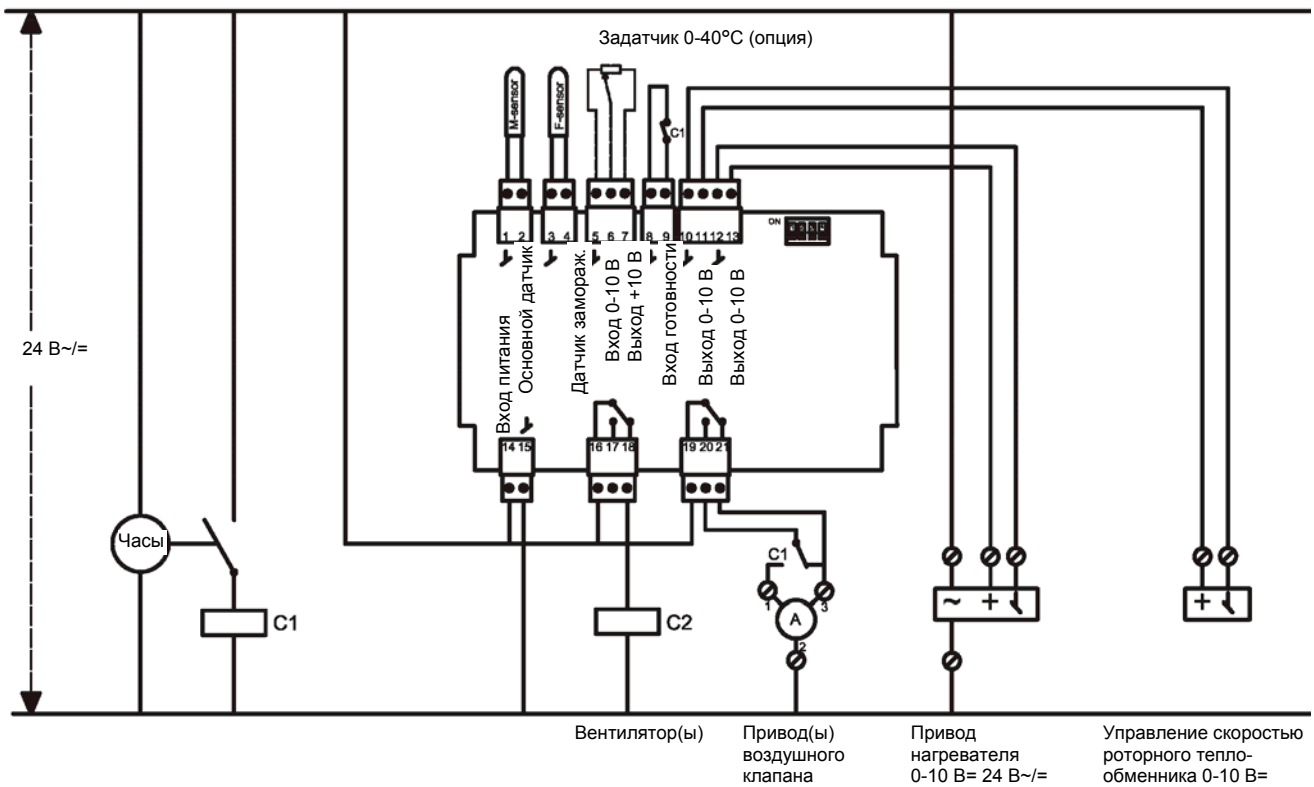 Задатчик 0-40°C (опция)
M-sensor
F-sensor
C1
ON
1 2
3 4
5 6 7
8 9
10 11 12 13
24 В~/=
Вход питания
Основной датчик
Датчик замораж.
Вход 0-10 В
Выход +10 В
Вход готовности
Выход 0-10 В
Выход 0-10 В
14 15
16 17 18
19 20 21
Часы
C1
C2
C1
1
3
A
2
~ +
+
Вентилятор(ы)
Привод(ы)
воздушного
клапана
Привод
нагревателя
0-10 В= 24 В~/=
Управление скоростью
роторного тепло-
обменника 0-10 В=